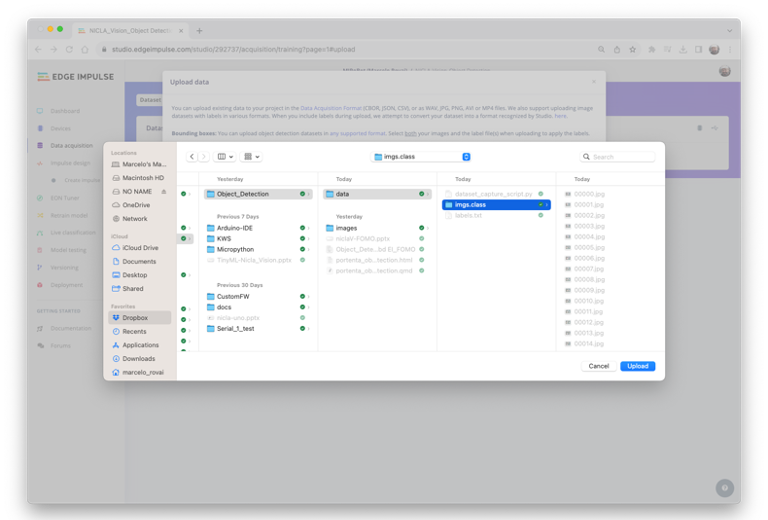 NICLA_Vision_Object Detecti
studio.edgeimpulse.com/studio/292737/acquisition/training?page=1#upload
EDGE IMPULSE
Upload data
You can upload existing data to your project in the Data Acquisition Format (CBOR, JSON, CSV), or as WAV, JPG, PNG, AVI or MP4 files. We also support uploading image
datasets with labels in various formats. When you include labels during upload, we attempt to convert your dataset into a format recognized by Studio. here.
Bounding boxes: You can upload object detection datasets in any supported format. Select both your images and the label file(s) when uploading to apply the labels.
Dashboard
Devices
Data acquisition
Impulse design
EON Tuner
Retrain model
Live classification
Model testing
Versioning
Deployment
GETTING STARTED
Documentation
Forums
Dataset
Locations
Marcelo's Ma...
Macintosh HD
NO NAME
OneDrive
Network
iCloud
iCloud Drive
Documents
Desktop
Shared
Favorites
Dropbox
Recents
Applications
Downloads
marcelo_rovai
imgs.class
Search
Yesterday
Object_Detection
Previous 7 Days
Arduino-IDE
KWS
Micropython
TinyML-Nicla_Vision.pptx
Previous 30 Days
CustomFW
docs
nicla-uno.pptx
Serial_1_test
Today
data
Yesterday
images
niclaV-FOMO.pptx
Object_Dete...bd EI_FOMO
portenta_ob...tection.html
portenta_ob...tection.qmd
Today
dataset_capture_script.py
imgs.class
labels.txt
Today
00000.jpg
00001.jpg
00002.jpg
00003.jpg
00004.jpg
00005.jpg
00006.jpg
00007.jpg
00008.jpg
00009.jpg
00010.jpg
00011.jpg
00012.jpg
00013.jpg
00014.jpg
Cancel
Upload